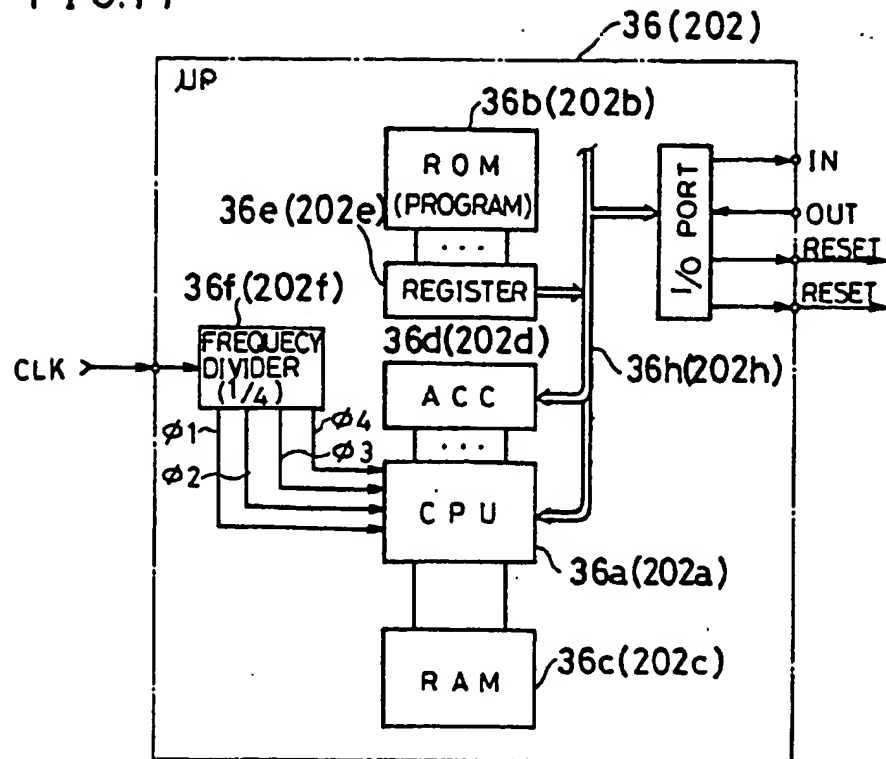 36(202)
μP
36b(202b)
ROM
(PROGRAM)
36e(202e)
REGISTER
I/O PORT
IN
OUT
RESET
RESET
36f(202f)
FREQUECY
DIVIDER
(1/4)
CLK
36d(202d)
ACC
36h(202h)
φ1
φ2
φ3
φ4
CPU
36a(202a)
RAM
36c(202c)